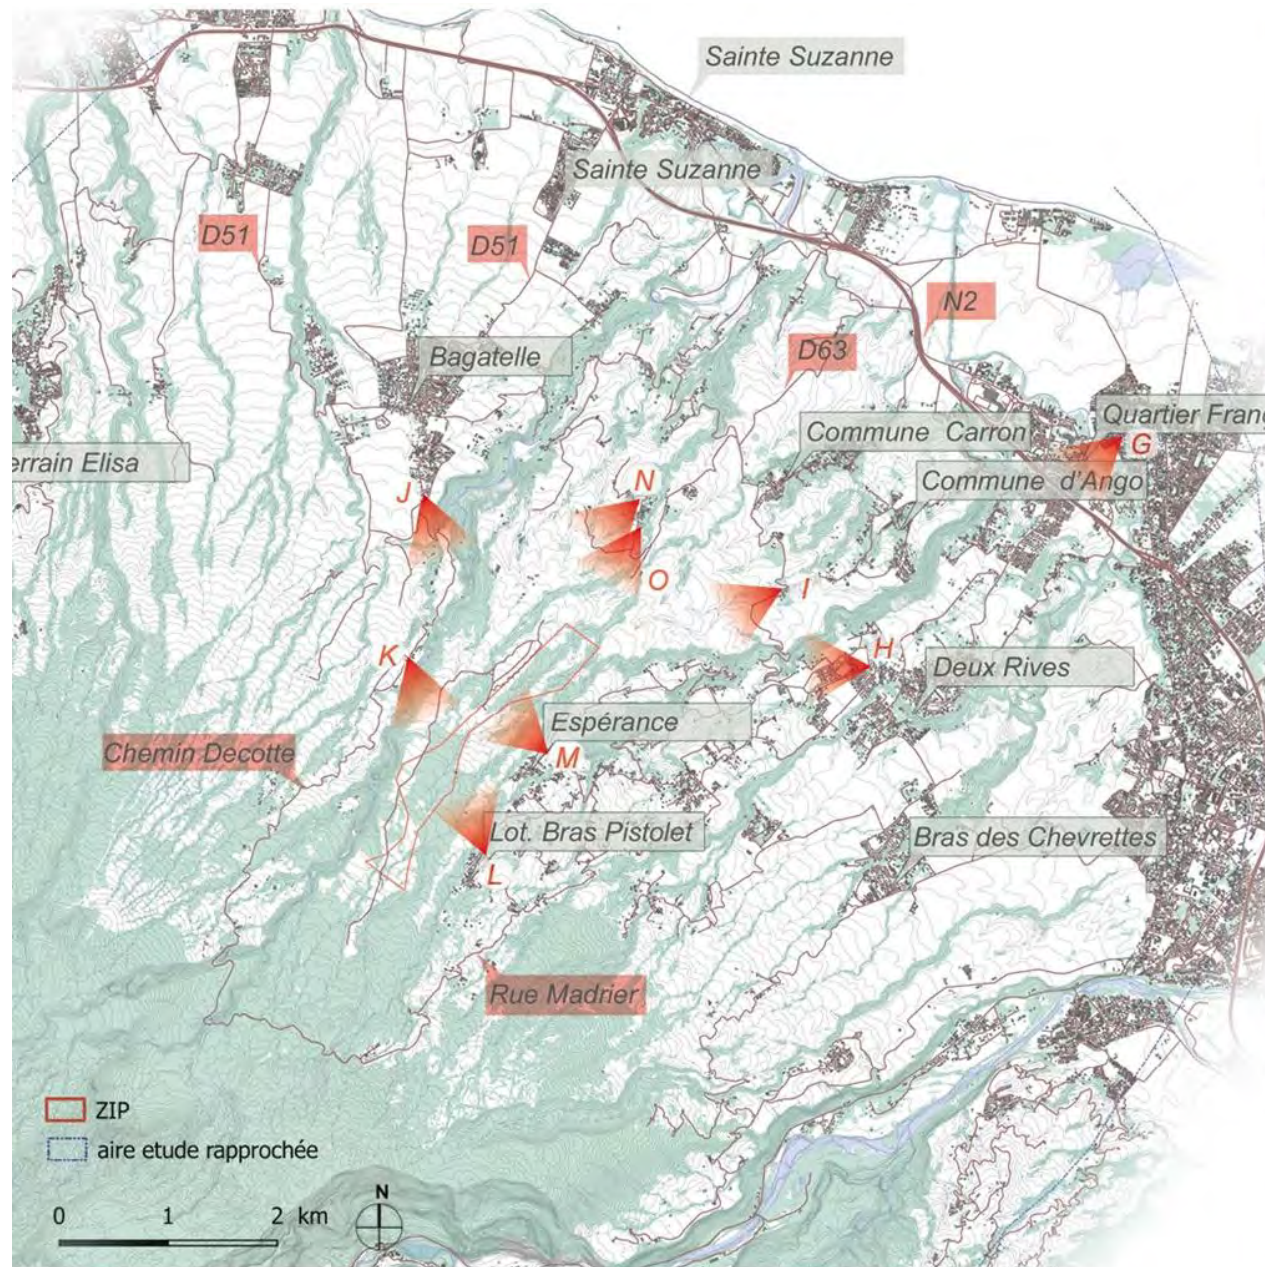 Sainte Suzanne
Sainte Suzanne
D51
D51
N2
D63
Bagatelle
Quartier Franç
Commune Carron
G
errain Elisa
Commune d'Ango
J
N
O
I
H
K
Deux Rives
Espérance
Chemin Decotte
M
Lot. Bras Pistolet
Bras des Chevrettes
L
Rue Madrier
ZIP
aire etude rapprochée
N
0 1 2 km